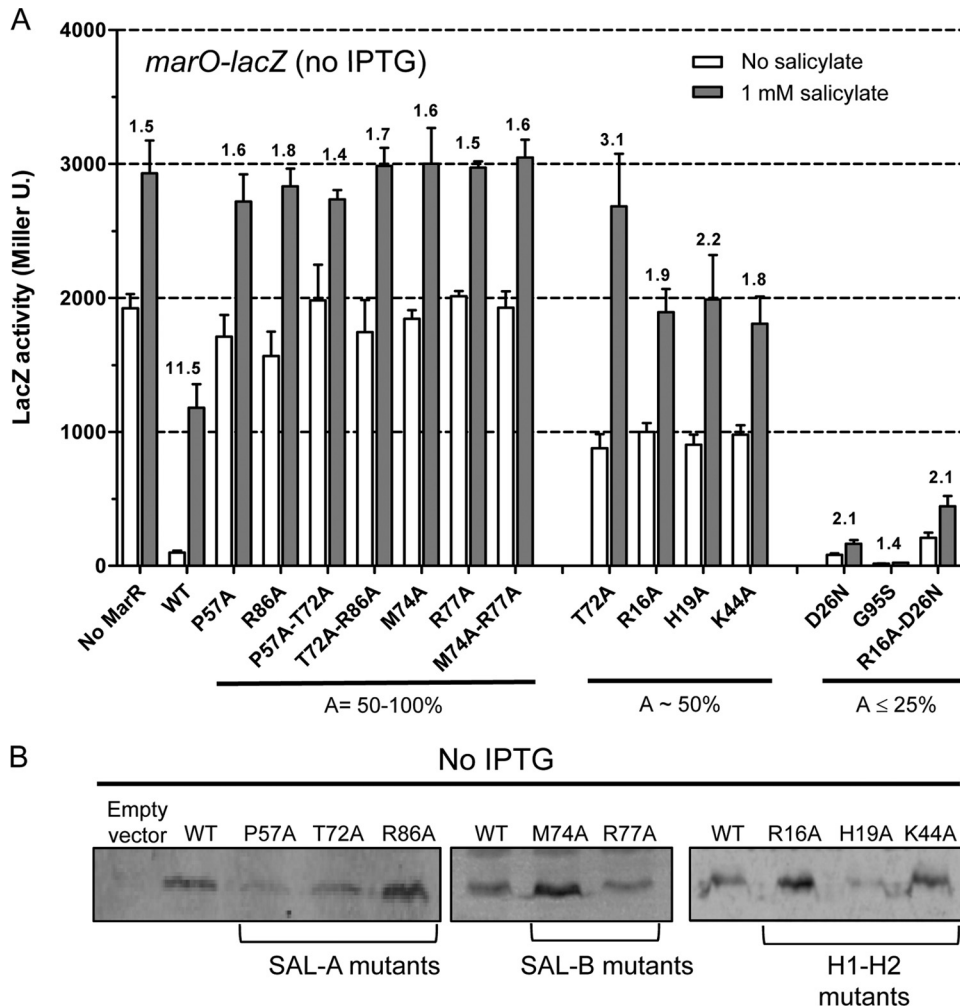 A
marO-lacZ (no IPTG)
No salicylate
1 mM salicylate
LacZ activity (Miller U.)
4000
3000
2000
1000
0
1.5
11.5
1.6
1.8
1.4
1.7
1.6
1.5
1.6
3.1
1.9
2.2
1.8
2.1
1.4
2.1
No MarR
WT
P57A
R86A
P57A-T72A
T72A-R86A
M74A
R77A
M74A-R77A
T72A
R16A
H19A
K44A
D26N
G95S
R16A-D26N
A= 50-100%
A ~ 50%
A ≤ 25%
B
No IPTG
Empty
vector
WT P57A T72A R86A
WT M74A R77A
WT R16A H19A K44A
SAL-A mutants
SAL-B mutants
H1-H2
mutants